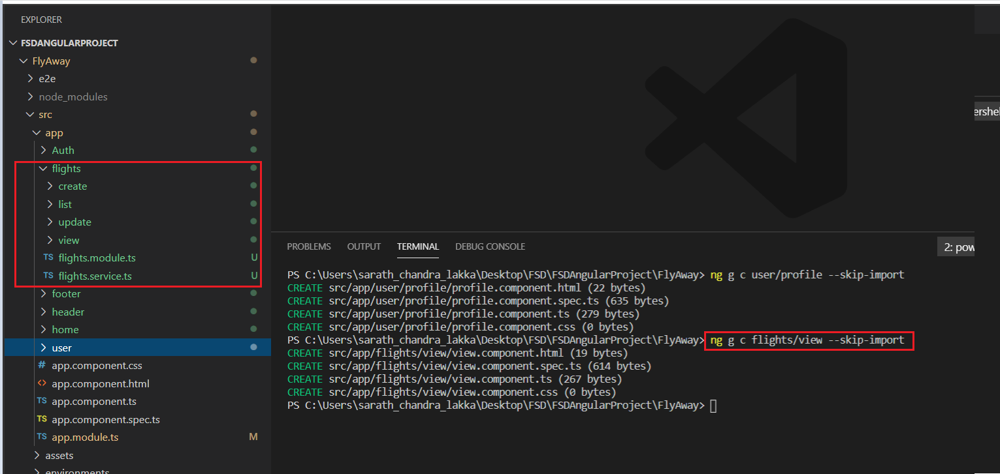 EXPLORER
FSDANGULARPROJECT
FlyAway
e2e
node_modules
src
app
Auth
flights
create
list
update
view
TS flights.module.ts U
TS flights.service.ts U
footer
header
home
user
# app.component.css
<> app.component.html
TS app.component.ts
TS app.component.spec.ts
TS app.module.ts M
assets
environments
ershel
PROBLEMS OUTPUT TERMINAL DEBUG CONSOLE 2: pow
PS C:\Users\sarath_chandra_lakka\Desktop\FSD\FSDAngularProject\FlyAway> ng g c user/profile --skip-import
CREATE src/app/user/profile/profile.component.html (22 bytes)
CREATE src/app/user/profile/profile.component.spec.ts (635 bytes)
CREATE src/app/user/profile/profile.component.ts (279 bytes)
CREATE src/app/user/profile/profile.component.css (0 bytes)
PS C:\Users\sarath_chandra_lakka\Desktop\FSD\FSDAngularProject\FlyAway> ng g c flights/view --skip-import
CREATE src/app/flights/view/view.component.html (19 bytes)
CREATE src/app/flights/view/view.component.spec.ts (614 bytes)
CREATE src/app/flights/view/view.component.ts (267 bytes)
CREATE src/app/flights/view/view.component.css (0 bytes)
PS C:\Users\sarath_chandra_lakka\Desktop\FSD\FSDAngularProject\FlyAway>